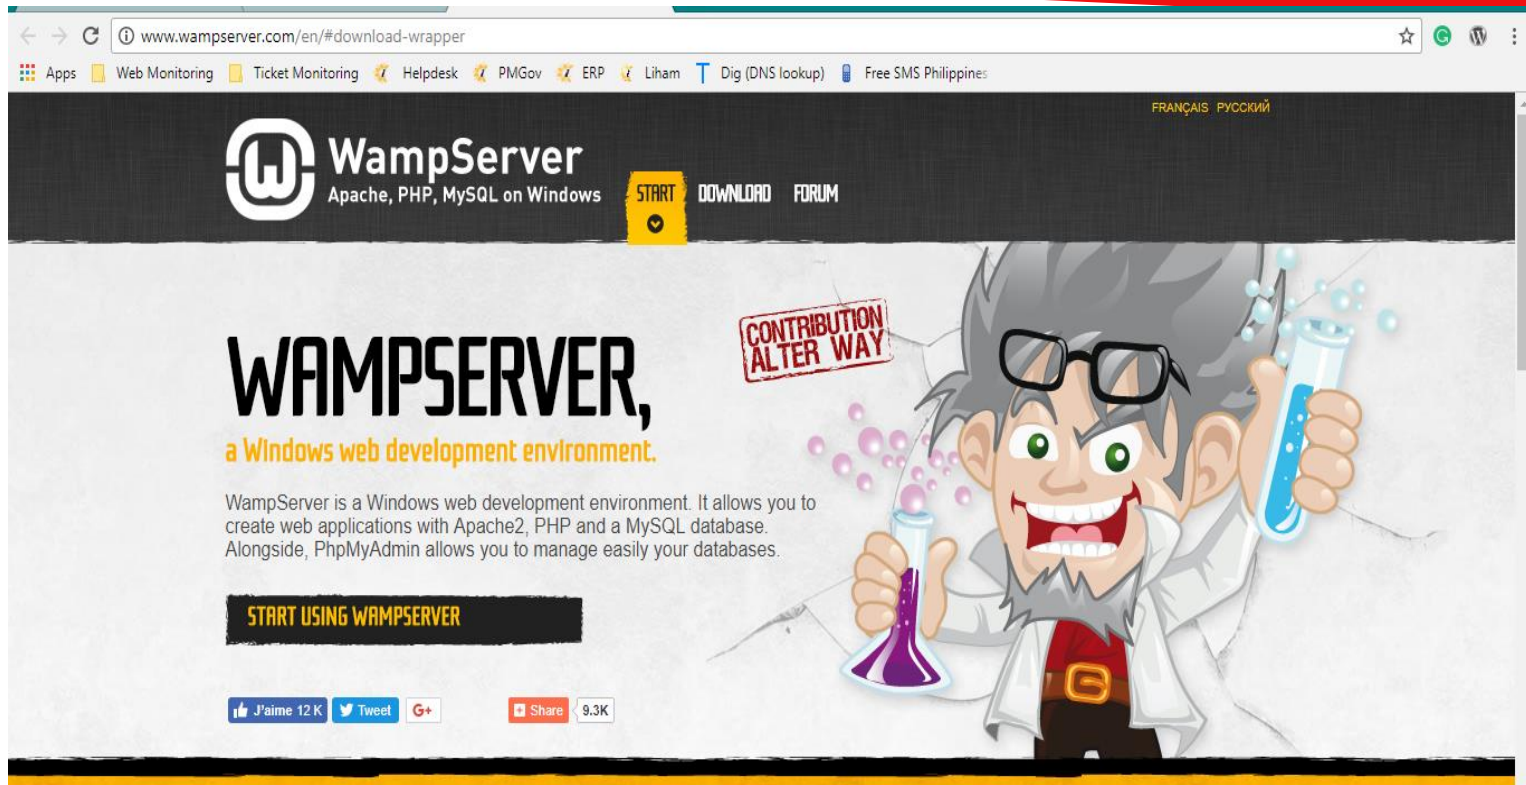 www.wampserver.com/en/#download-wrapper
Apps Web Monitoring Ticket Monitoring Helpdesk PMGov ERP Liham Dig (DNS lookup) Free SMS Philippines
FRANÇAIS РУССКИЙ
WampServer
Apache, PHP, MySQL on Windows
START DOWNLOAD FORUM
CONTRIBUTION
ALTER WAY
WAMPSERVER,
a Windows web development environment.
WampServer is a Windows web development environment. It allows you to
create web applications with Apache2, PHP and a MySQL database.
Alongside, PhpMyAdmin allows you to manage easily your databases.
START USING WAMPSERVER
J'aime 12 K Tweet G+ Share 9.3K